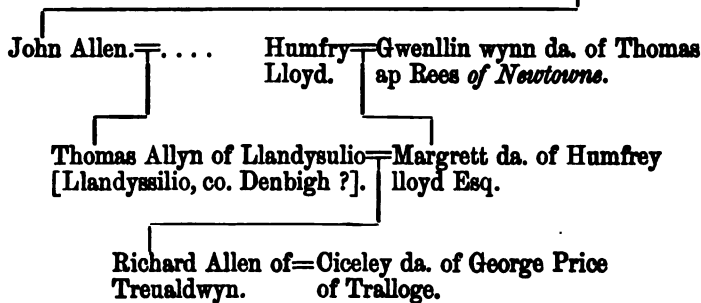 John Allen.=.... Humfry=Gwenllin wynn da. of Thomas
Lloyd. ap Rees of Newtowne.
Thomas Allyn of Llandysulio=Margrett da. of Humfrey
[Llandyssilio, co. Denbigh ?]. lloyd Esq.
Richard Allen of=Ciceley da. of George Price
Treualdwyn. of Tralloge.